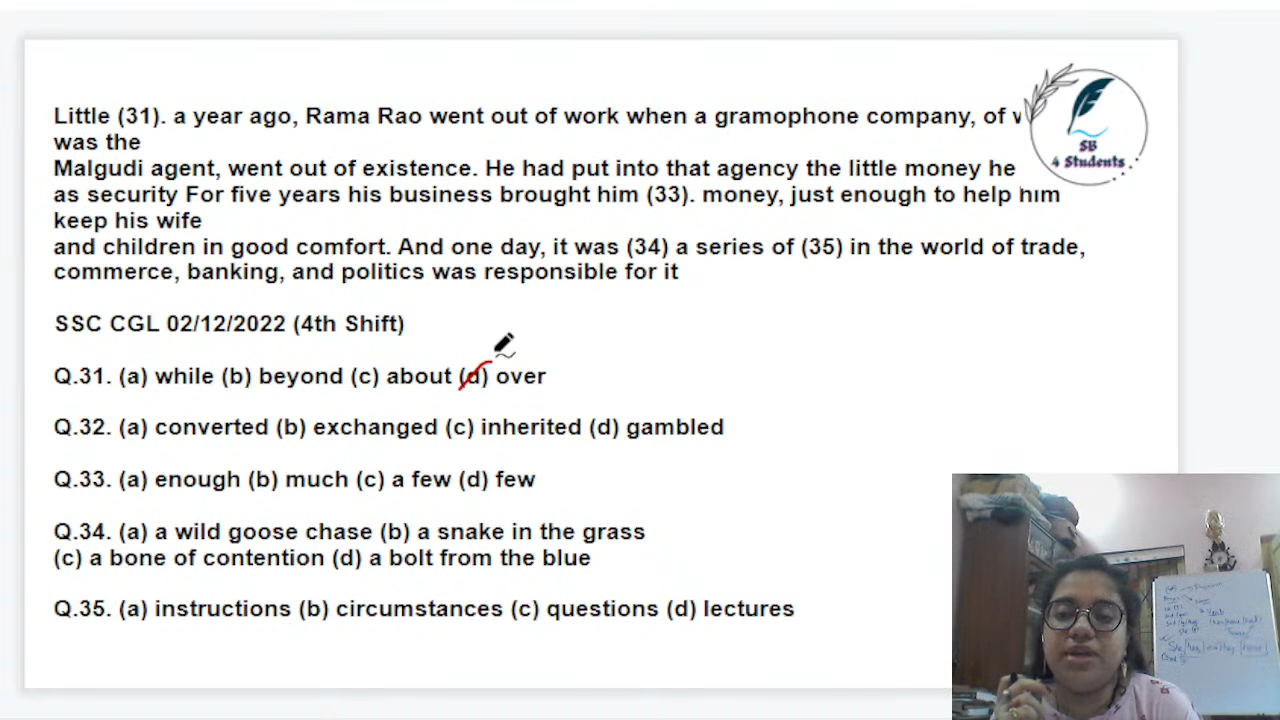 Little (31). a year ago, Rama Rao went out of work when a gramophone company, of
was the
Malgudi agent, went out of existence. He had put into that agency the little money he
as security For five years his business brought him (33). money, just enough to help him
keep his wife
and children in good comfort. And one day, it was (34) a series of (35) in the world of trade,
commerce, banking, and politics was responsible for it
SSC CGL 02/12/2022 (4th Shift)
Q.31. (a) while (b) beyond (c) about (d) over
Q.32. (a) converted (b) exchanged (c) inherited (d) gambled
Q.33. (a) enough (b) much (c) a few (d) few
Q.34. (a) a wild goose chase (b) a snake in the grass
(c) a bone of contention (d) a bolt from the blue
Q.35. (a) instructions (b) circumstances (c) questions (d) lectures
SB
4 Students